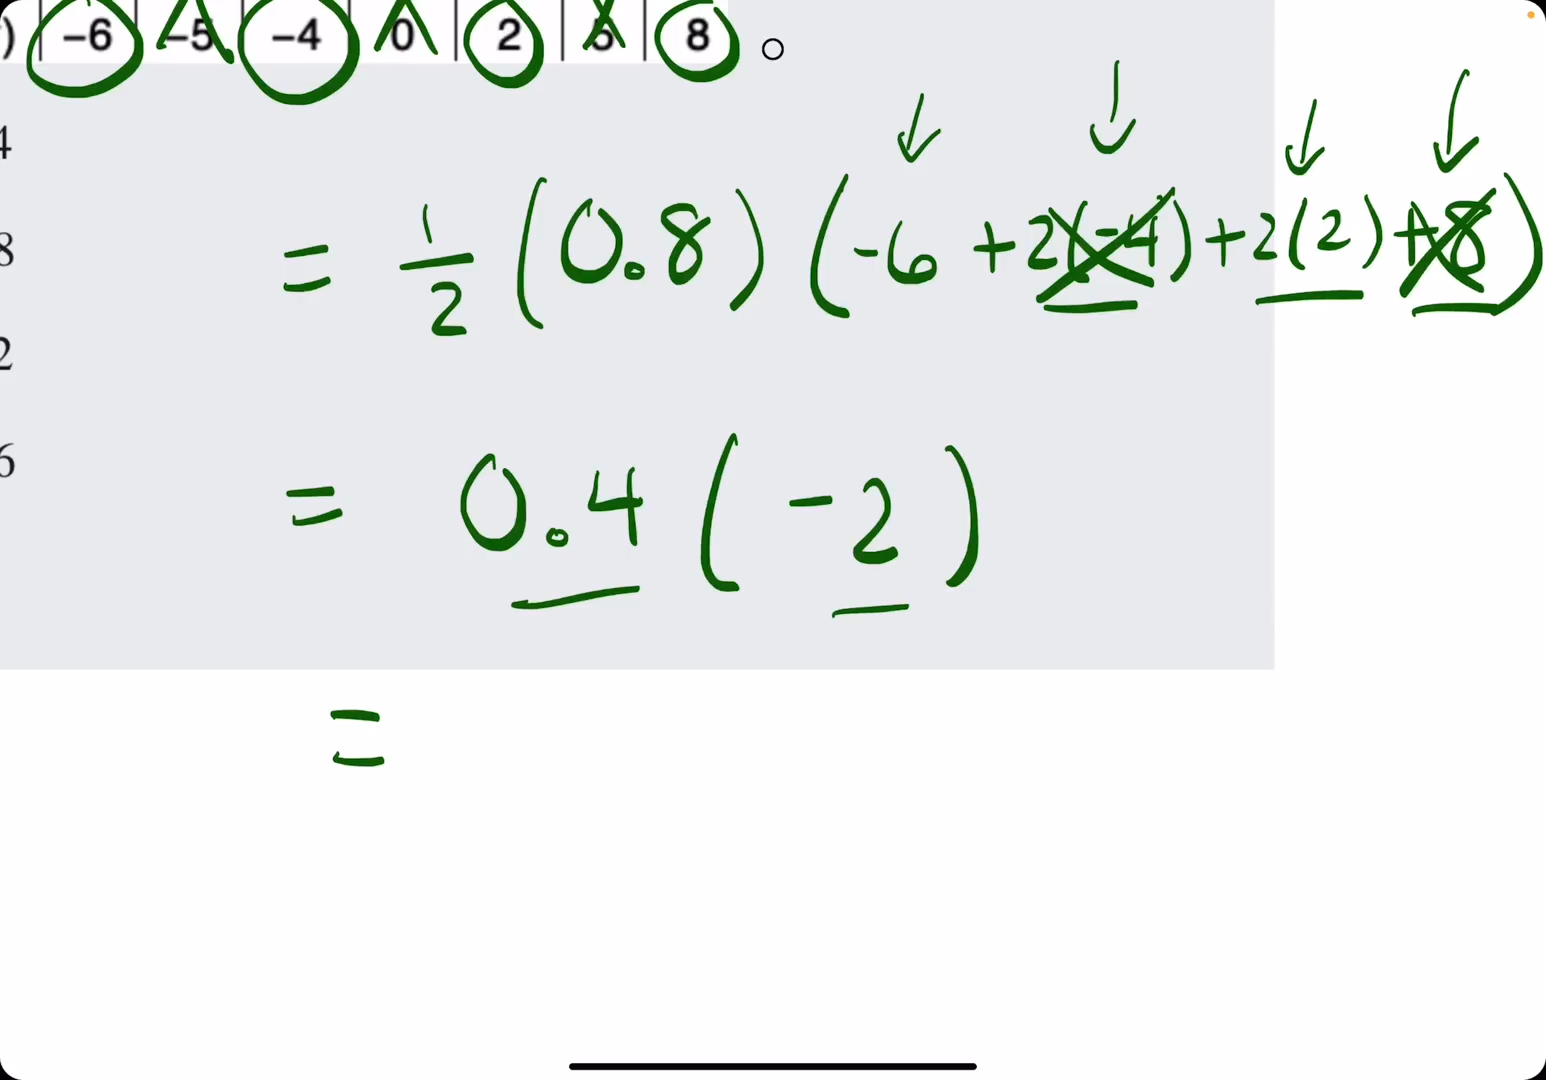 ) −6 −5 −4 0 2 5 8
4
= 1/2 (0.8) (-6 + 2(-4) + 2(2) + 8)
8
2
= 0.4 (-2)
6
=